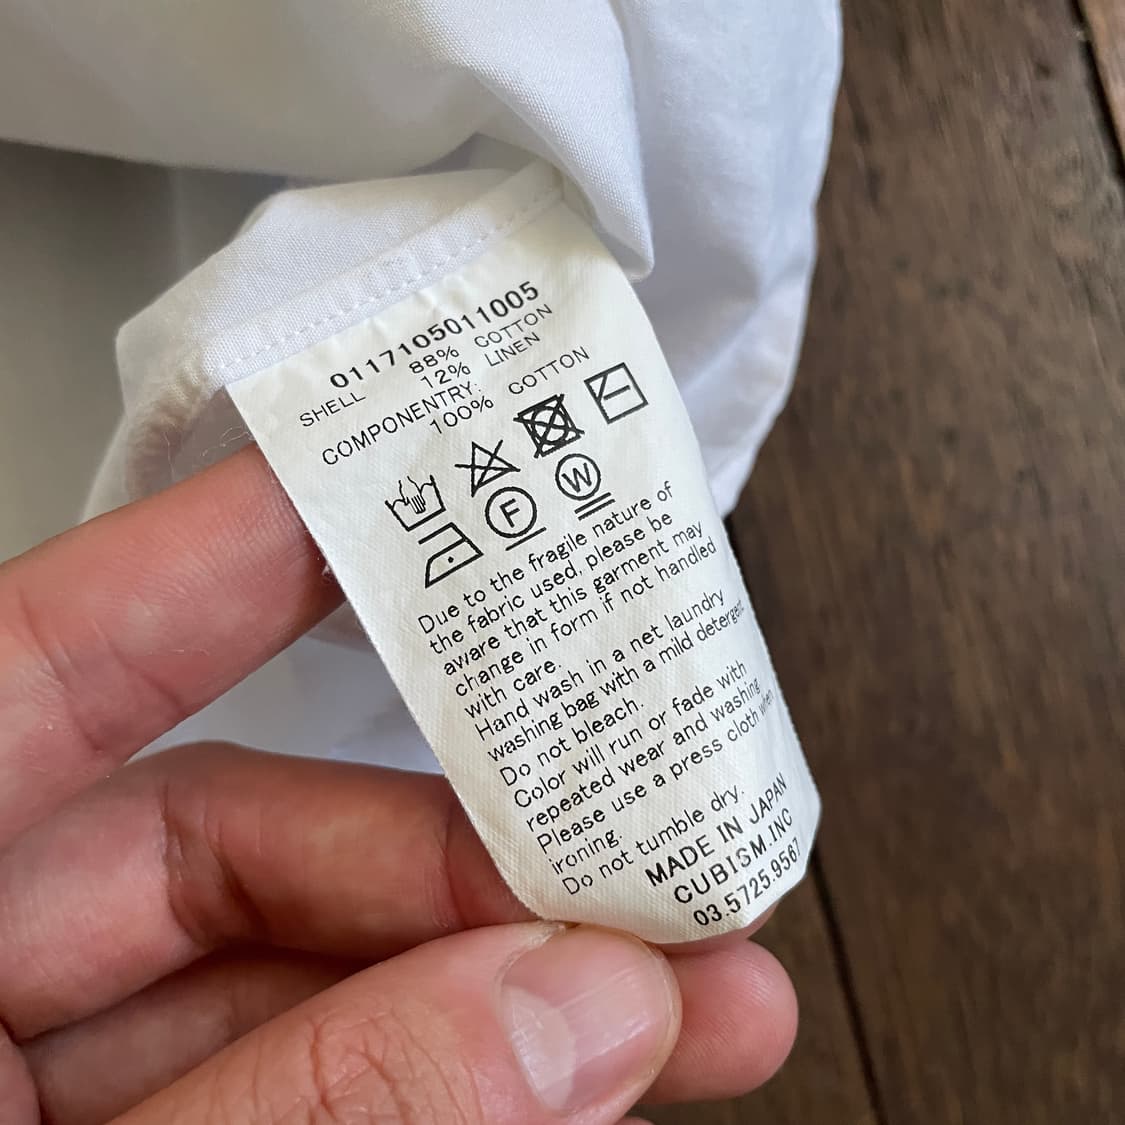 0117105011005
SHELL 88% COTTON
12% LINEN
COMPONENTRY:
100% COTTON
F W
Due to the fragile nature of
the fabric used, please be
aware that this garment may
change in form if not handled
with care.
Hand wash in a net laundry
washing bag with a mild detergent.
Do not bleach.
Color will run or fade with
repeated wear and washing
Please use a press cloth when
ironing.
Do not tumble dry.
MADE IN JAPAN
CUBISM.INC
03.5725.9567